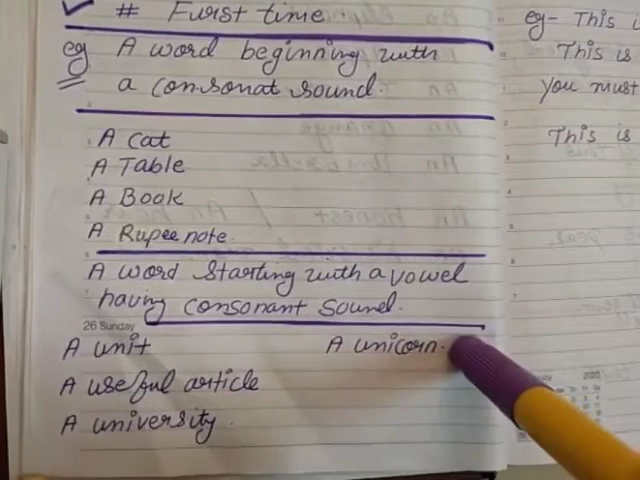 # Furst time.
eg A word beginning with
a consonat sound.
A Cat
A Table
A Book
A Rupee note.
A word starting with a vowel
having consonant sound.
26 Sunday
A unit
A unicorn.
A useful article
A university.
eg- This i
This is
you must
This is